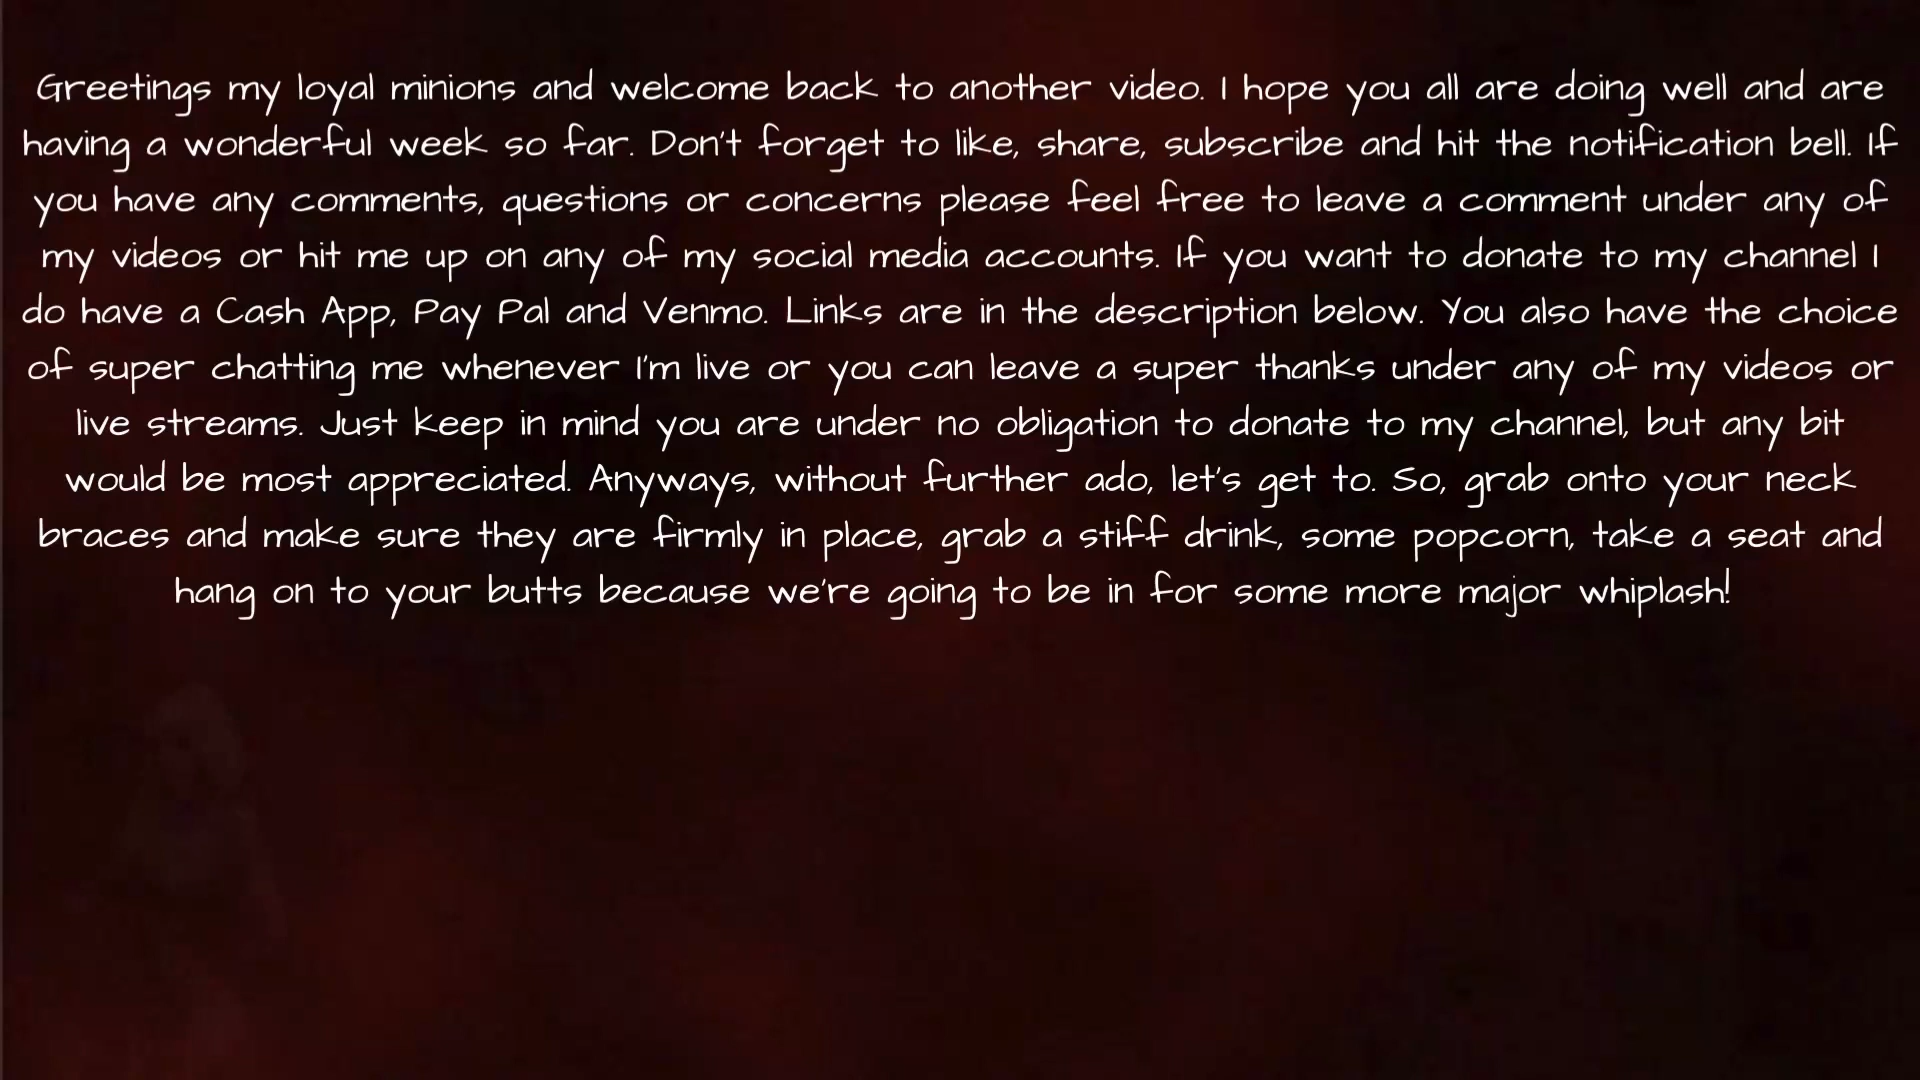 Greetings my loyal minions and welcome back to another video. I hope you all are doing well and are
having a wonderful week so far. Don't forget to like, share, subscribe and hit the notification bell. If
you have any comments, questions or concerns please feel free to leave a comment under any of
my videos or hit me up on any of my social media accounts. If you want to donate to my channel I
do have a Cash App, Pay Pal and Venmo. Links are in the description below. You also have the choice
of super chatting me whenever I'm live or you can leave a super thanks under any of my videos or
live streams. Just keep in mind you are under no obligation to donate to my channel, but any bit
would be most appreciated. Anyways, without further ado, let's get to. So, grab onto your neck
braces and make sure they are firmly in place, grab a stiff drink, some popcorn, take a seat and
hang on to your butts because we're going to be in for some more major whiplash!